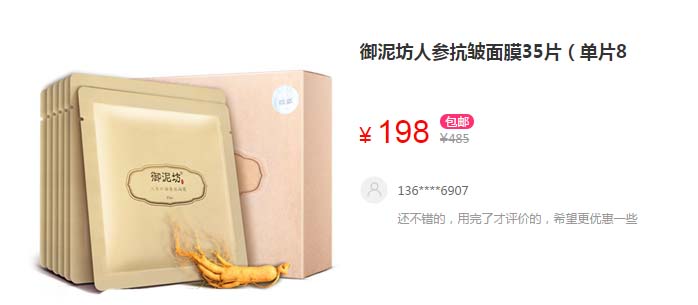 御泥坊人参抗皱面膜35片（单片8
¥ 198 包邮
¥485
136****6907
还不错的，用完了才评价的，希望更优惠一些
御泥坊